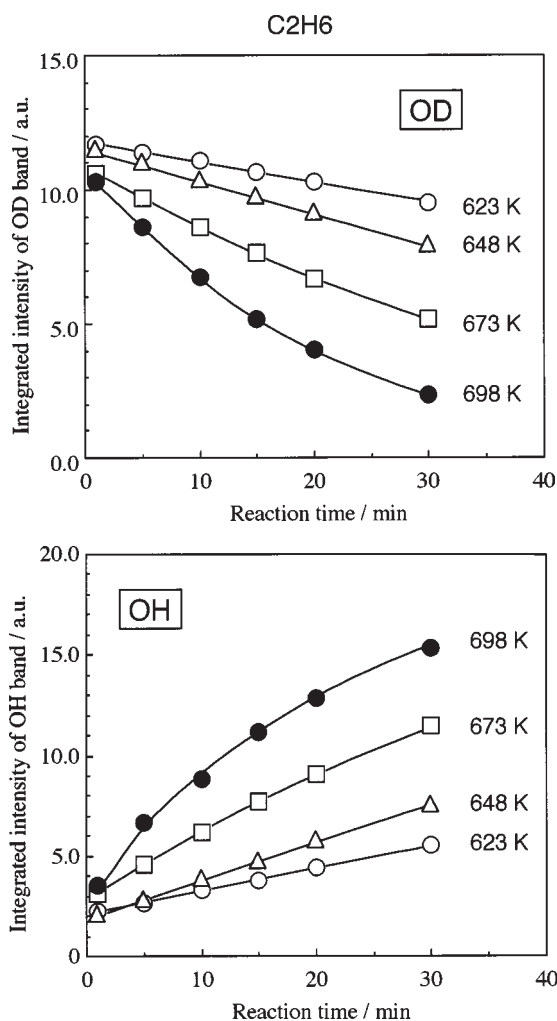 C2H6
15.0
OD
10.0
623 K
648 K
5.0
673 K
698 K
0.0
0 10 20 30 40
Reaction time / min
Integrated intensity of OD band / a.u.
20.0
OH
698 K
15.0
673 K
10.0
648 K
5.0
623 K
0
0 10 20 30 40
Reaction time / min
Integrated intensity of OH band / a.u.